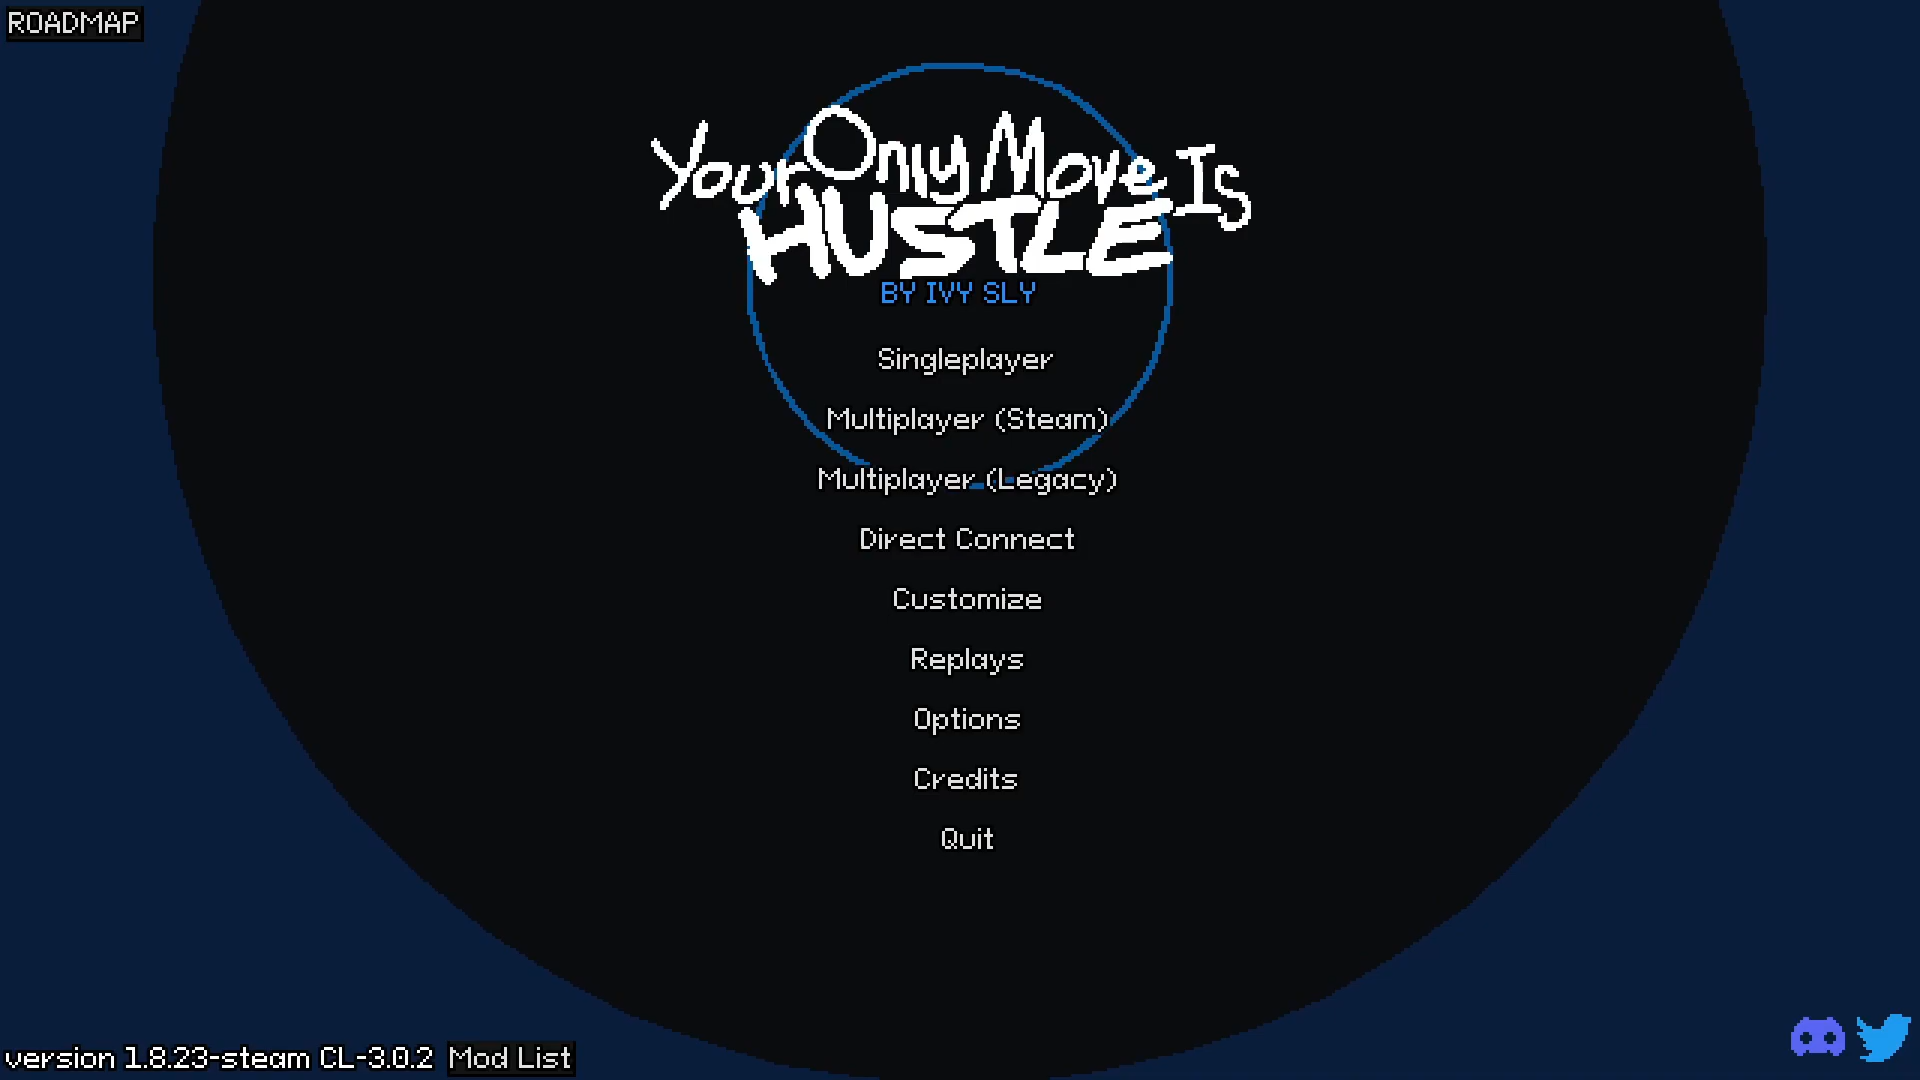 ROADMAP
Your Only Move Is
HUSTLE
BY IVY SLY
Singleplayer
Multiplayer (Steam)
Multiplayer (Legacy)
Direct Connect
Customize
Replays
Options
Credits
Quit
version 1.8.23-steam CL-3.0.2 Mod List